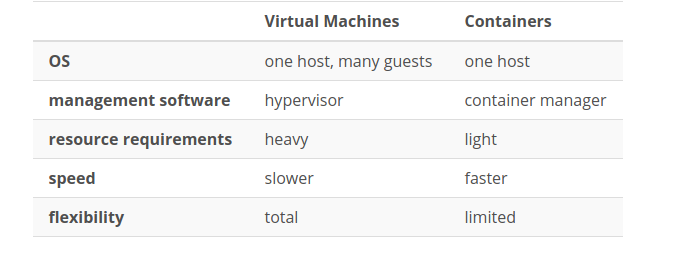 Virtual Machines Containers
OS one host, many guests one host
management software hypervisor container manager
resource requirements heavy light
speed slower faster
flexibility total limited